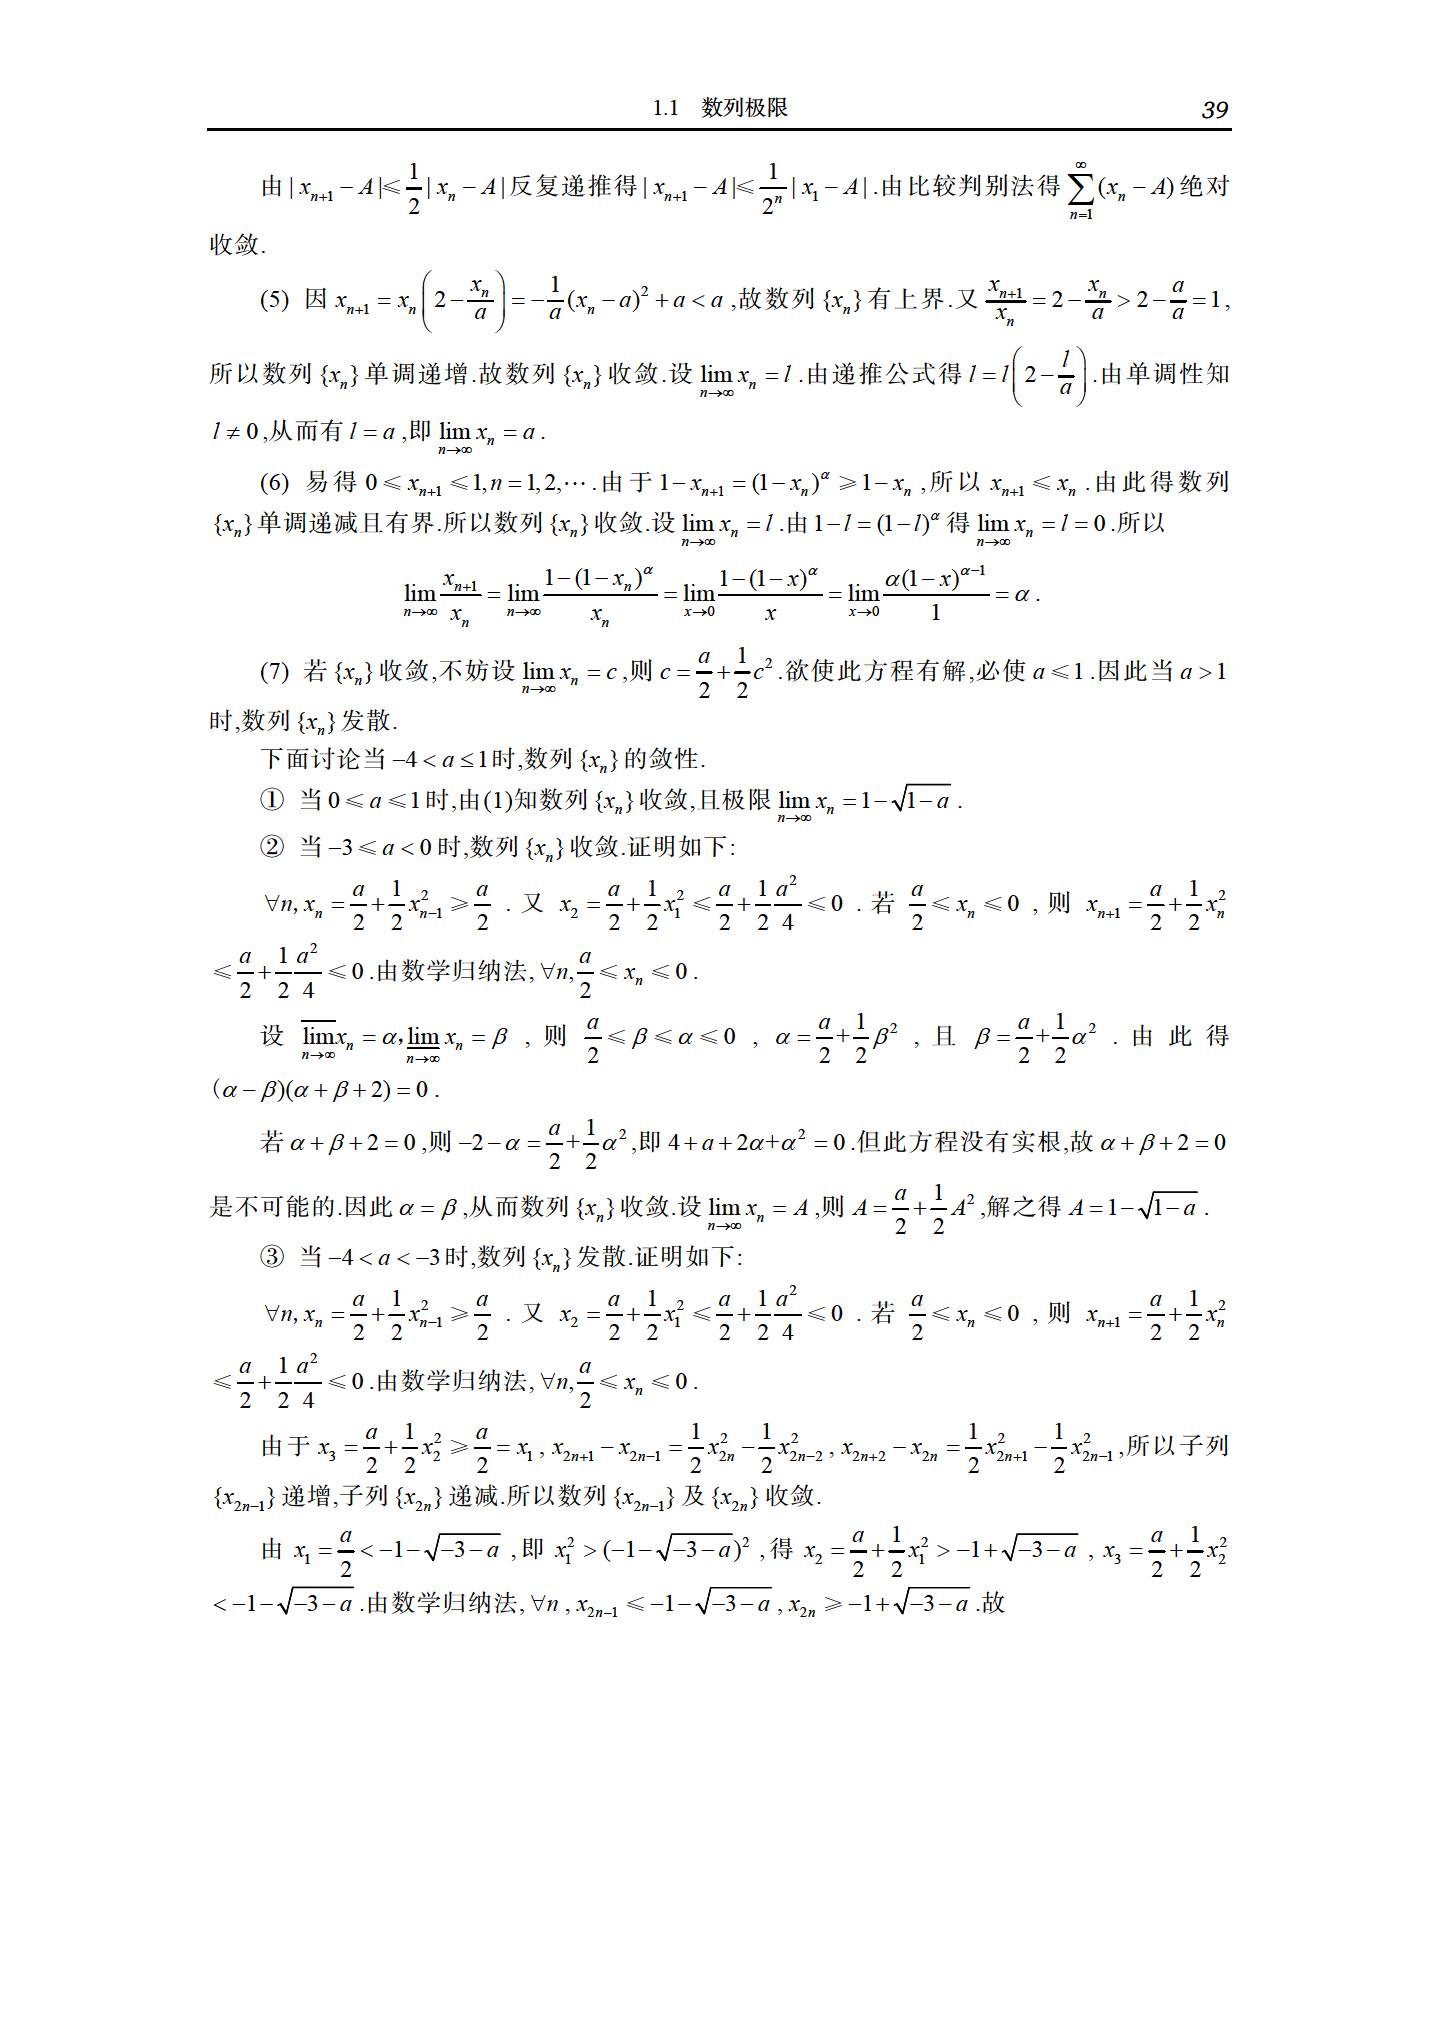 1.1 数列极限 39
由$|x_{n+1}-A|\leqslant\frac{1}{2}|x_n-A|$反复递推得$|x_{n+1}-A|\leqslant\frac{1}{2^n}|x_1-A|$.由比较判别法得$\sum_{n=1}^{\infty}(x_n-A)$绝对
收敛.
(5) 因$x_{n+1}=x_n\left(2-\frac{x_n}{a}\right)=-\frac{1}{a}(x_n-a)^2+a<a$,故数列$\{x_n\}$有上界.又$\frac{x_{n+1}}{x_n}=2-\frac{x_n}{a}>2-\frac{a}{a}=1$,
所以数列$\{x_n\}$单调递增.故数列$\{x_n\}$收敛.设$\lim_{n\to\infty}x_n=l$.由递推公式得$l=l\left(2-\frac{l}{a}\right)$.由单调性知
$l\neq 0$,从而有$l=a$,即$\lim_{n\to\infty}x_n=a$.
(6) 易得$0\leqslant x_{n+1}\leqslant 1,n=1,2,\cdots$.由于$1-x_{n+1}=(1-x_n)^\alpha\geqslant 1-x_n$,所以$x_{n+1}\leqslant x_n$.由此得数列
$\{x_n\}$单调递减且有界.所以数列$\{x_n\}$收敛.设$\lim_{n\to\infty}x_n=l$.由$1-l=(1-l)^\alpha$得$\lim_{n\to\infty}x_n=l=0$.所以
$\lim_{n\to\infty}\frac{x_{n+1}}{x_n}=\lim_{n\to\infty}\frac{1-(1-x_n)^\alpha}{x_n}=\lim_{x\to 0}\frac{1-(1-x)^\alpha}{x}=\lim_{x\to 0}\frac{\alpha(1-x)^{\alpha-1}}{1}=\alpha$.
(7) 若$\{x_n\}$收敛,不妨设$\lim_{n\to\infty}x_n=c$,则$c=\frac{a}{2}+\frac{1}{2}c^2$.欲使此方程有解,必使$a\leqslant 1$.因此当$a>1$
时,数列$\{x_n\}$发散.
下面讨论当$-4<a\leq 1$时,数列$\{x_n\}$的敛性.
① 当$0\leqslant a\leqslant 1$时,由(1)知数列$\{x_n\}$收敛,且极限$\lim_{n\to\infty}x_n=1-\sqrt{1-a}$.
② 当$-3\leqslant a<0$时,数列$\{x_n\}$收敛.证明如下:
$\forall n,x_n=\frac{a}{2}+\frac{1}{2}x_{n-1}^2\geqslant\frac{a}{2}$.又$x_2=\frac{a}{2}+\frac{1}{2}x_1^2\leqslant\frac{a}{2}+\frac{1}{2}\frac{a^2}{4}\leqslant 0$.若$\frac{a}{2}\leqslant x_n\leqslant 0$,则$x_{n+1}=\frac{a}{2}+\frac{1}{2}x_n^2$
$\leqslant\frac{a}{2}+\frac{1}{2}\frac{a^2}{4}\leqslant 0$.由数学归纳法,$\forall n,\frac{a}{2}\leqslant x_n\leqslant 0$.
设$\overline{\lim}_{n\to\infty}x_n=\alpha,\underline{\lim}_{n\to\infty}x_n=\beta$,则$\frac{a}{2}\leqslant\beta\leqslant\alpha\leqslant 0$,$\alpha=\frac{a}{2}+\frac{1}{2}\beta^2$,且$\beta=\frac{a}{2}+\frac{1}{2}\alpha^2$.由此得
$(\alpha-\beta)(\alpha+\beta+2)=0$.
若$\alpha+\beta+2=0$,则$-2-\alpha=\frac{a}{2}+\frac{1}{2}\alpha^2$,即$4+a+2\alpha+\alpha^2=0$.但此方程没有实根,故$\alpha+\beta+2=0$
是不可能的.因此$\alpha=\beta$,从而数列$\{x_n\}$收敛.设$\lim_{n\to\infty}x_n=A$,则$A=\frac{a}{2}+\frac{1}{2}A^2$,解之得$A=1-\sqrt{1-a}$.
③ 当$-4<a<-3$时,数列$\{x_n\}$发散.证明如下:
$\forall n,x_n=\frac{a}{2}+\frac{1}{2}x_{n-1}^2\geqslant\frac{a}{2}$.又$x_2=\frac{a}{2}+\frac{1}{2}x_1^2\leqslant\frac{a}{2}+\frac{1}{2}\frac{a^2}{4}\leqslant 0$.若$\frac{a}{2}\leqslant x_n\leqslant 0$,则$x_{n+1}=\frac{a}{2}+\frac{1}{2}x_n^2$
$\leqslant\frac{a}{2}+\frac{1}{2}\frac{a^2}{4}\leqslant 0$.由数学归纳法,$\forall n,\frac{a}{2}\leqslant x_n\leqslant 0$.
由于$x_3=\frac{a}{2}+\frac{1}{2}x_2^2\geqslant\frac{a}{2}=x_1$,$x_{2n+1}-x_{2n-1}=\frac{1}{2}x_{2n}^2-\frac{1}{2}x_{2n-2}^2$,$x_{2n+2}-x_{2n}=\frac{1}{2}x_{2n+1}^2-\frac{1}{2}x_{2n-1}^2$,所以子列
$\{x_{2n-1}\}$递增,子列$\{x_{2n}\}$递减.所以数列$\{x_{2n-1}\}$及$\{x_{2n}\}$收敛.
由$x_1=\frac{a}{2}<-1-\sqrt{-3-a}$,即$x_1^2>(-1-\sqrt{-3-a})^2$,得$x_2=\frac{a}{2}+\frac{1}{2}x_1^2>-1+\sqrt{-3-a}$,$x_3=\frac{a}{2}+\frac{1}{2}x_2^2$
$<-1-\sqrt{-3-a}$.由数学归纳法,$\forall n$,$x_{2n-1}\leqslant-1-\sqrt{-3-a}$,$x_{2n}\geqslant-1+\sqrt{-3-a}$.故